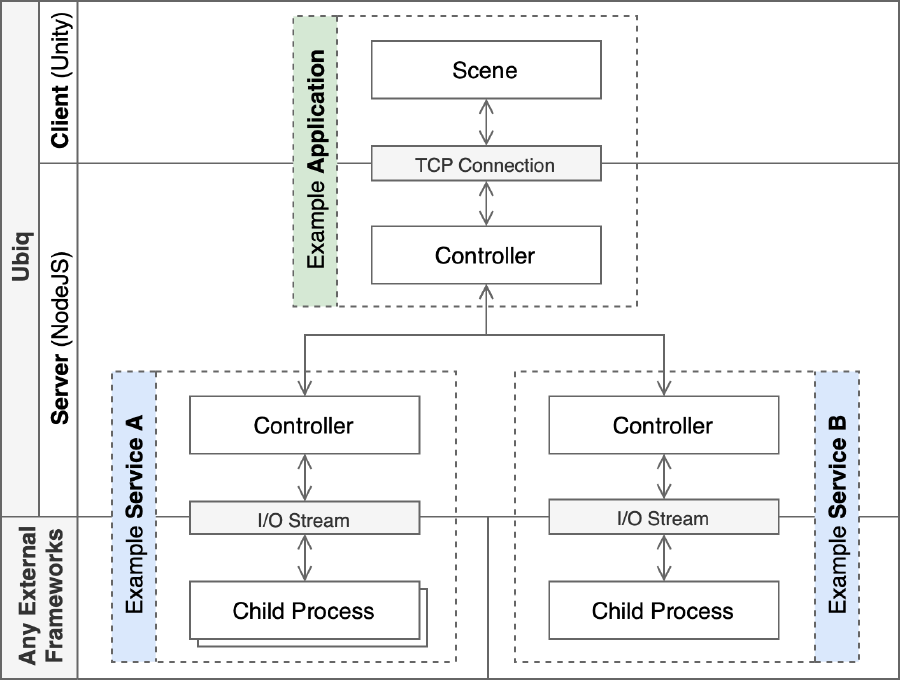 Ubiq
Client (Unity)
Server (NodeJS)
Any External
Frameworks
Example Application
Scene
TCP Connection
Controller
Example Service A
Controller
I/O Stream
Child Process
Controller
I/O Stream
Child Process
Example Service B